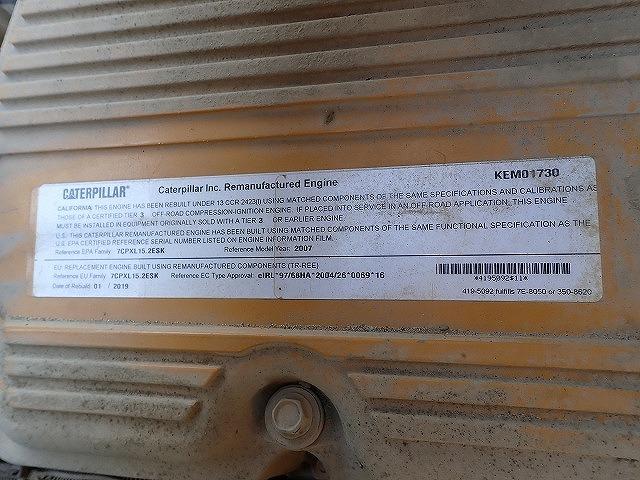 CATERPILLAR®
Caterpillar Inc. Remanufactured Engine
KEM01730
CALIFORNIA: THIS ENGINE HAS BEEN REBUILT UNDER 13 CCR 2423(l) USING MATCHED COMPONENTS OF THE SAME SPECIFICATIONS AND CALIBRATIONS AS
THOSE OF A CERTIFIED TIER 3 OFF-ROAD COMPRESSION-IGNITION ENGINE. IF PLACED INTO SERVICE IN AN OFF-ROAD APPLICATION, THIS ENGINE
MUST BE INSTALLED IN EQUIPMENT ORIGINALLY SOLD WITH A TIER 3 OR EARLIER ENGINE.
U.S.: THIS CATERPILLAR REMANUFACTURED ENGINE HAS BEEN BUILT USING MATCHED COMPONENTS OF THE SAME FUNCTIONAL SPECIFICATION AS THE
U.S. EPA CERTIFIED REFERENCE SERIAL NUMBER LISTED ON ENGINE INFORMATION FILM.
Reference EPA Family 7CPXL15.2ESK Reference Model Year: 2007
EU: REPLACEMENT ENGINE BUILT USING REMANUFACTURED COMPONENTS (TR-REE)
Reference EU Family 7CPXL15.2ESK Reference EC Type Approval: eIRL*97/68HA*2004/26*0069*16
Date of Rebuild: 01 / 2019
*4195092*11*
419-5092 fulfills 7E-8050 or 350-8620